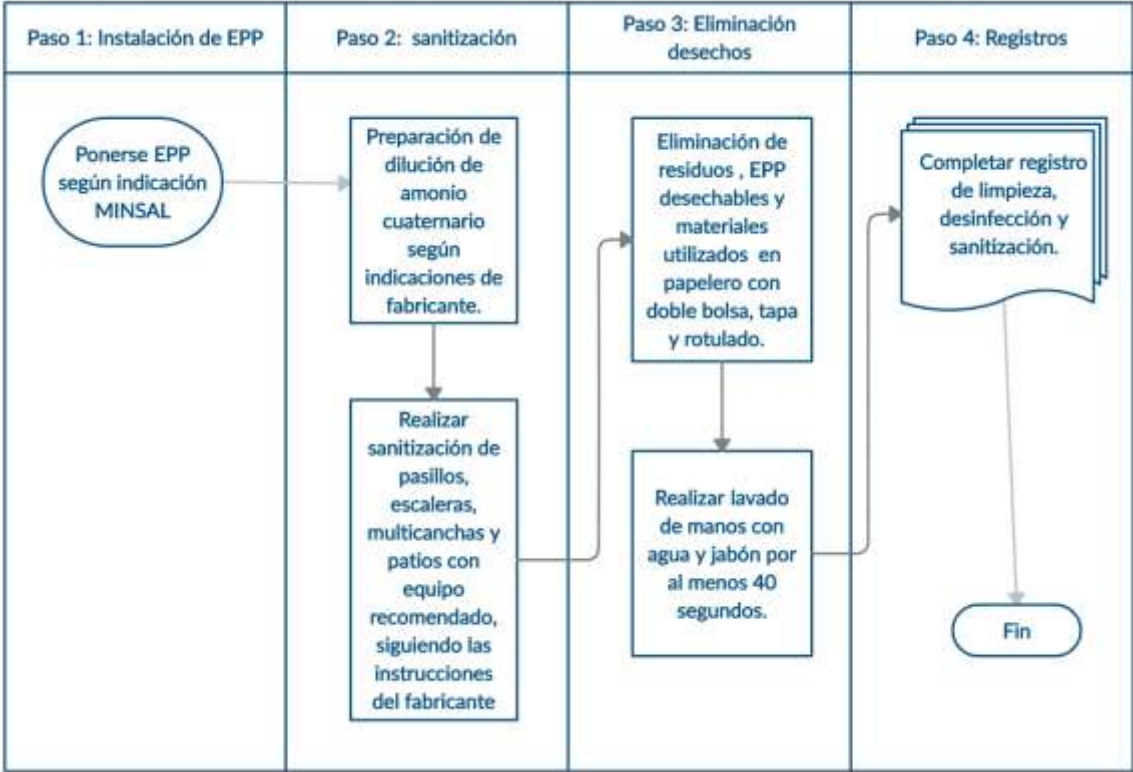 Paso 1: Instalación de EPP
Paso 2: sanitización
Paso 3: Eliminación
desechos
Paso 4: Registros
Ponerse EPP
según indicación
MINSAL
Preparación de
dilución de
amonio
cuaternario
según
indicaciones de
fabricante.
Realizar
sanitización de
pasillos,
escaleras,
multicanchas y
patios con
equipo
recomendado,
siguiendo las
instrucciones
del fabricante
Eliminación de
residuos , EPP
desechables y
materiales
utilizados en
papelero con
doble bolsa, tapa
y rotulado.
Realizar lavado
de manos con
agua y jabón por
al menos 40
segundos.
Completar registro
de limpieza,
desinfección y
sanitización.
Fin